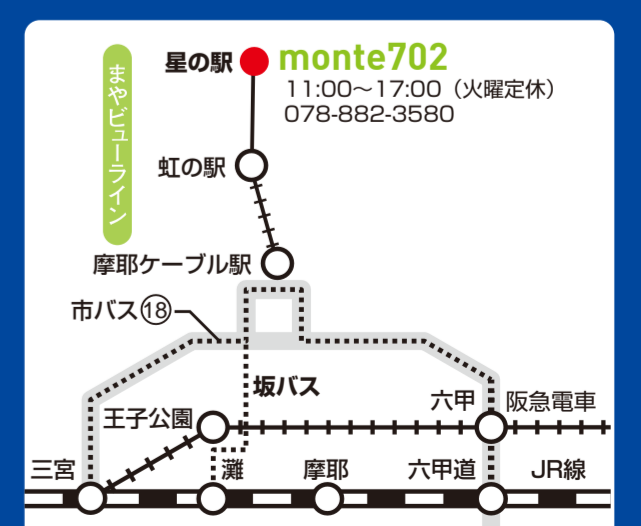 星の駅 monte702
11:00〜17:00（火曜定休）
078-882-3580
まやビューライン
虹の駅
摩耶ケーブル駅
市バス⑱
坂バス
王子公園
六甲
阪急電車
三宮
灘
摩耶
六甲道
JR線